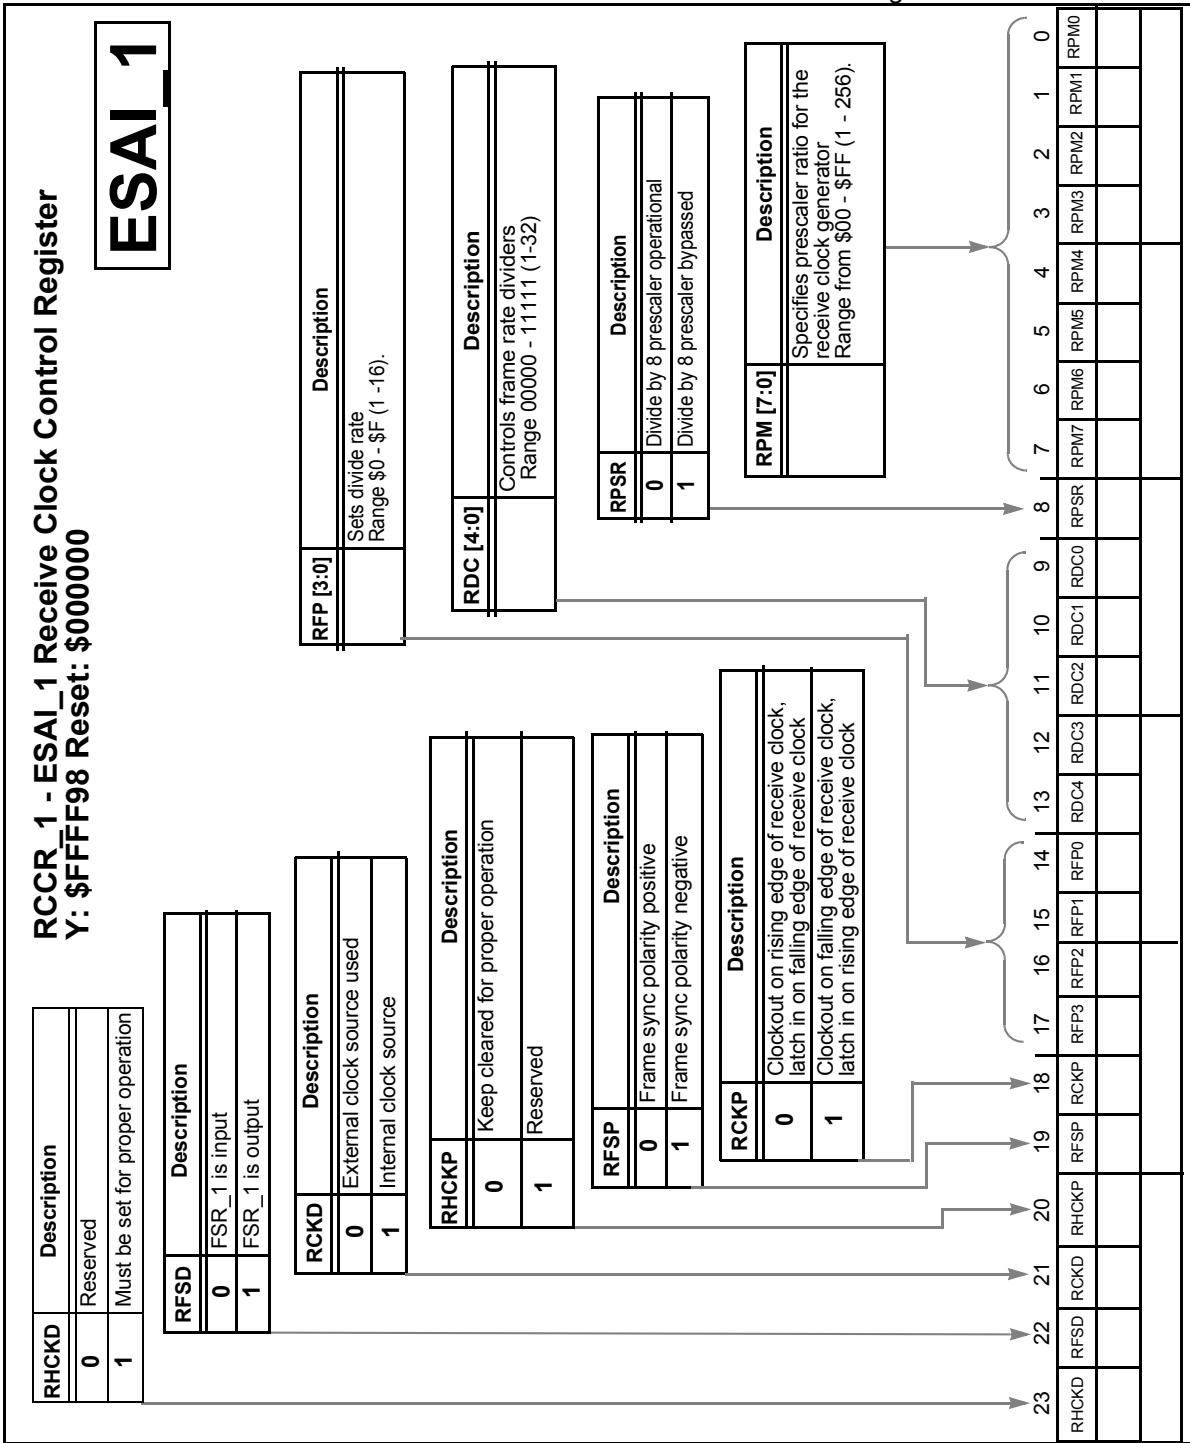 RCCR_1 - ESAI_1 Receive Clock Control Register
Y: $FFFF98 Reset: $000000
ESAI_1
RHCKD Description
0 Reserved
1 Must be set for proper operation
RFSD Description
0 FSR_1 is input
1 FSR_1 is output
RCKD Description
0 External clock source used
1 Internal clock source
RHCKP Description
0 Keep cleared for proper operation
1 Reserved
RFSP Description
0 Frame sync polarity positive
1 Frame sync polarity negative
RCKP Description
0 Clockout on rising edge of receive clock,
latch in on falling edge of receive clock
1 Clockout on falling edge of receive clock,
latch in on rising edge of receive clock
RFP [3:0] Description
Sets divide rate
Range $0 - $F (1 -16).
RDC [4:0] Description
Controls frame rate dividers
Range 00000 - 11111 (1-32)
RPSR Description
0 Divide by 8 prescaler operational
1 Divide by 8 prescaler bypassed
RPM [7:0] Description
Specifies prescaler ratio for the
receive clock generator
Range from $00 - $FF (1 - 256).
23 22 21 20 19 18 17 16 15 14 13 12 11 10 9 8 7 6 5 4 3 2 1 0
RHCKD RFSD RCKD RHCKP RFSP RCKP RFP3 RFP2 RFP1 RFP0 RDC4 RDC3 RDC2 RDC1 RDC0 RPSR RPM7 RPM6 RPM5 RPM4 RPM3 RPM2 RPM1 RPM0